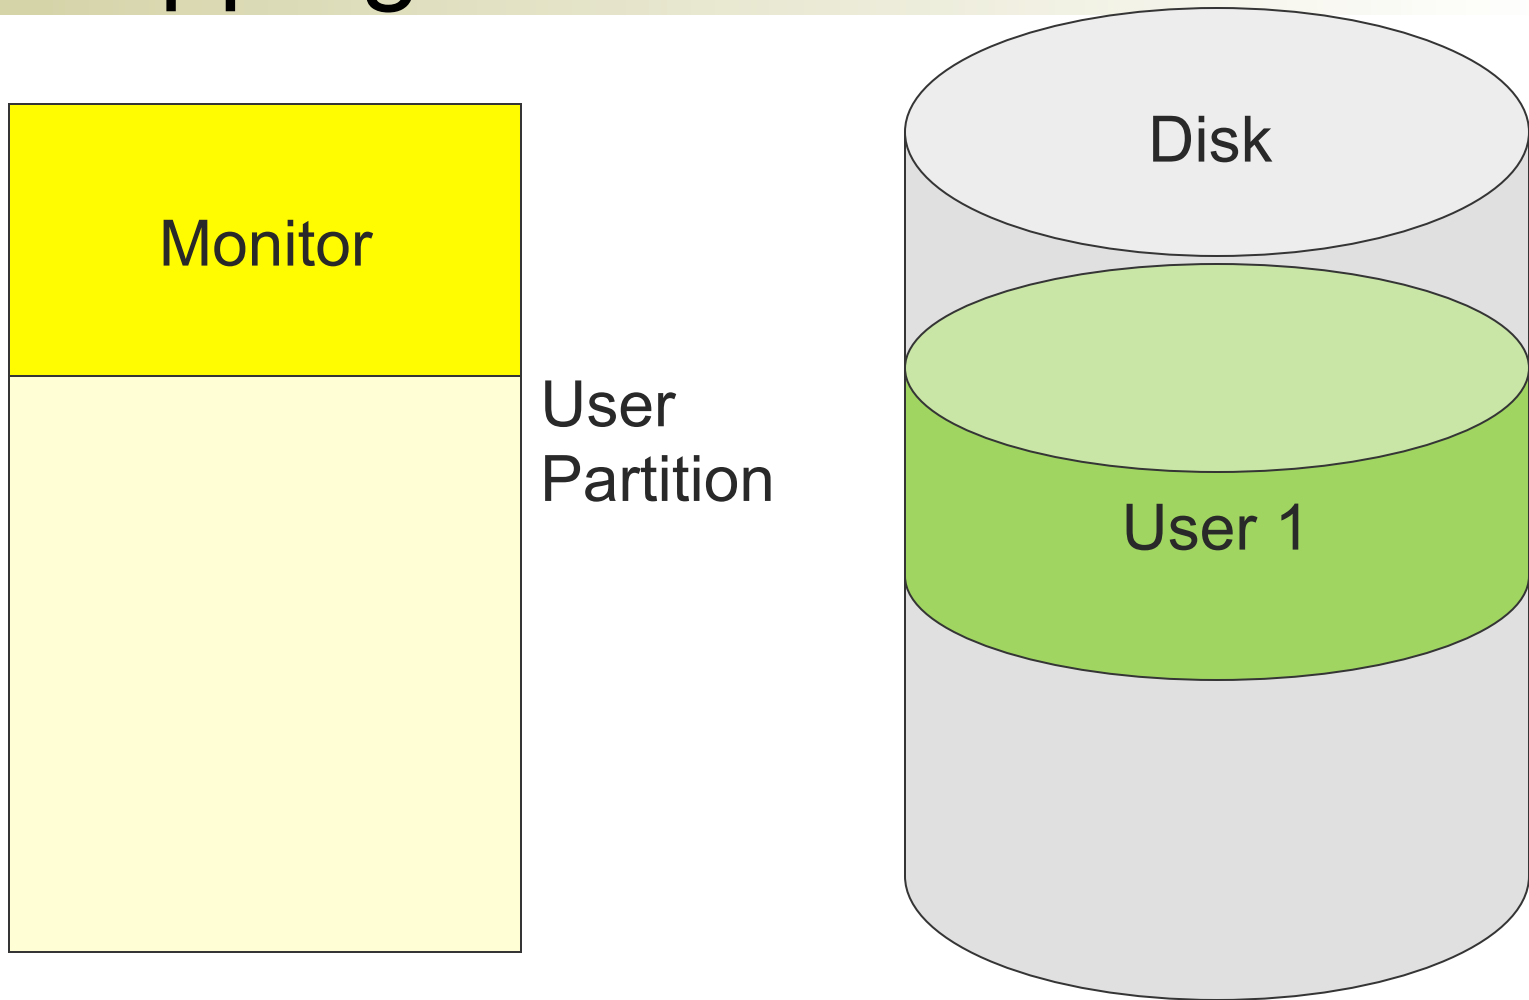 Monitor
Disk
User
Partition
User 1